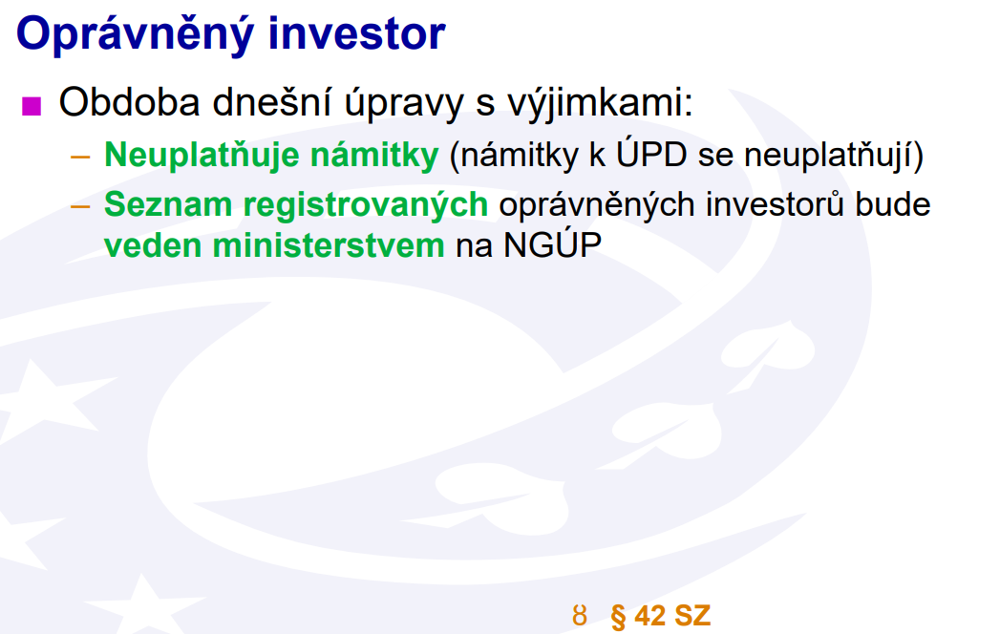 Oprávněný investor
■ Obdoba dnešní úpravy s výjimkami:
– Neuplatňuje námitky (námitky k ÚPD se neuplatňují)
– Seznam registrovaných oprávněných investorů bude
veden ministerstvem na NGÚP
8 § 42 SZ